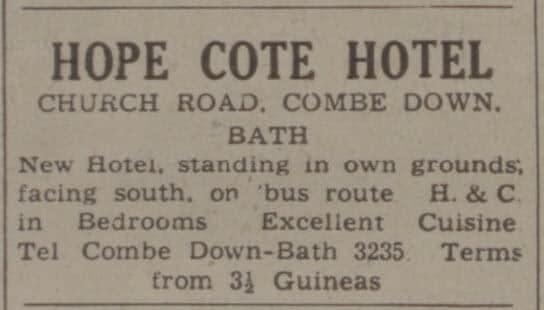 HOPE COTE HOTEL
CHURCH ROAD, COMBE DOWN,
BATH
New Hotel, standing in own grounds;
facing south, on 'bus route H. & C.
in Bedrooms Excellent Cuisine
Tel Combe Down-Bath 3235. Terms
from 3½ Guineas